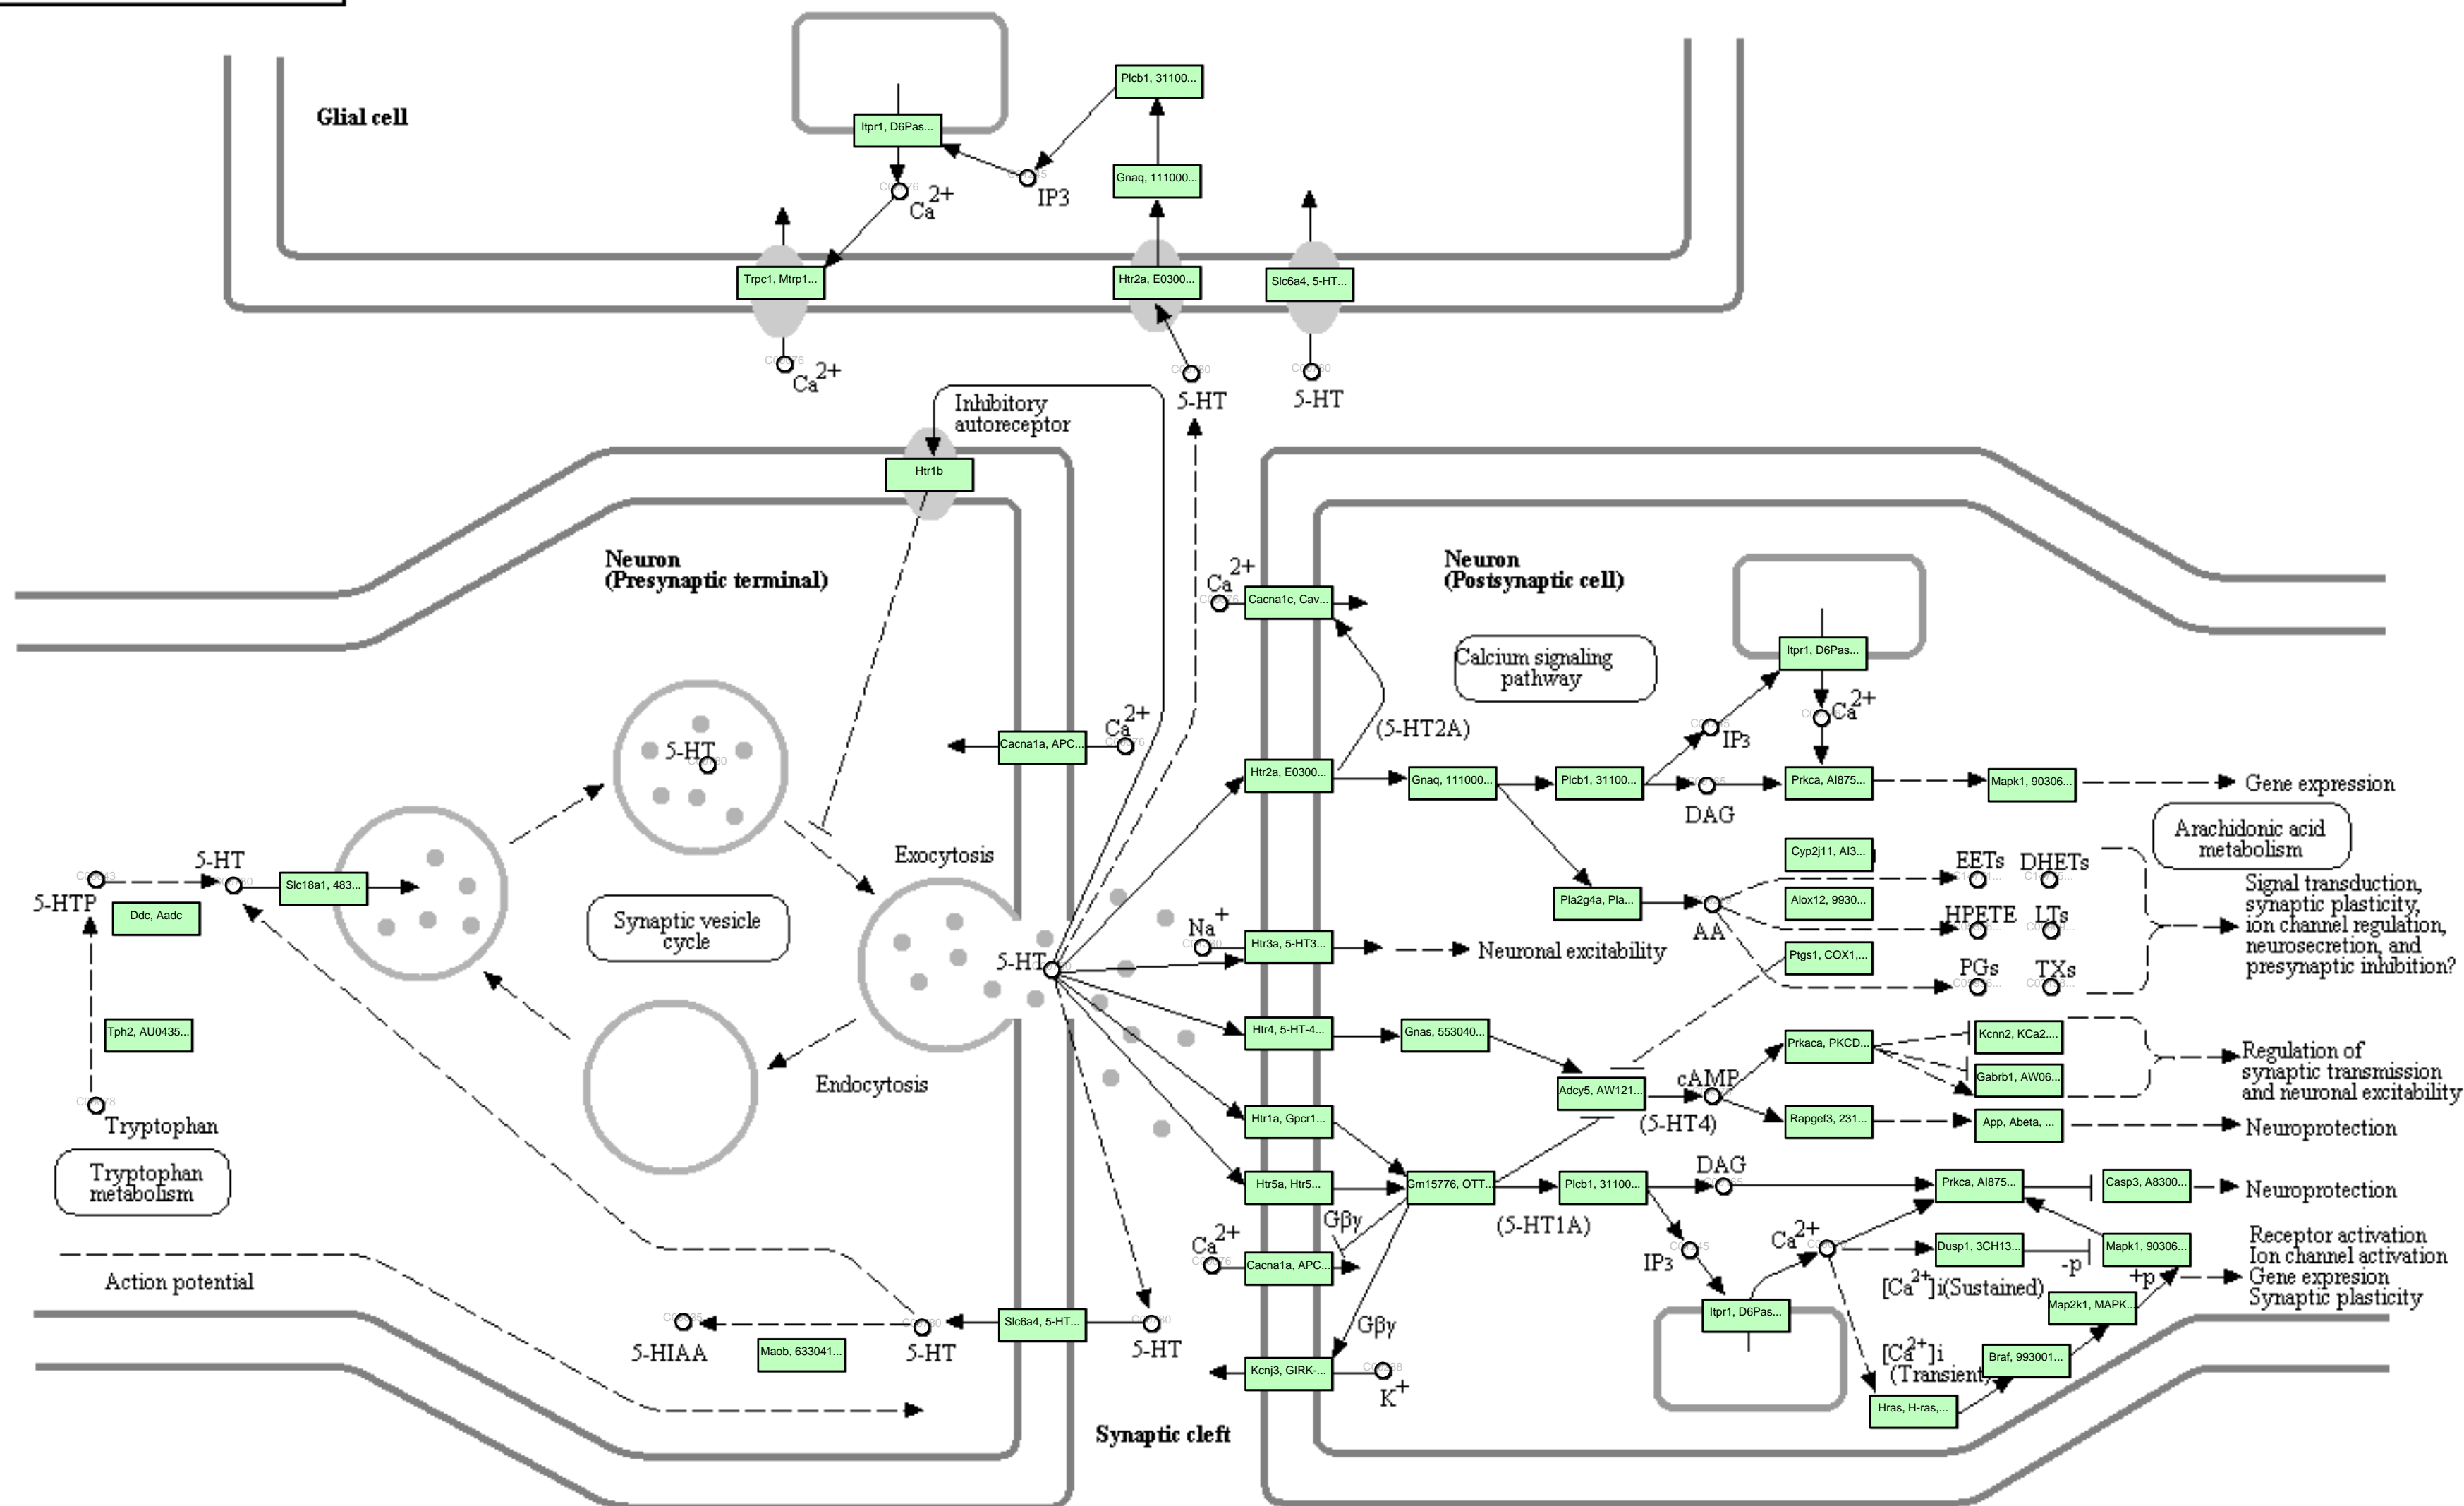 Plcb1, 31100...
Glial cell
Itpr1, D6Pas...
Gnaq, 111000...
IP3
Ca2+
Trpc1, Mtrp1...
Htr2a, E0300...
Slc6a4, 5-HT...
Ca2+
5-HT
5-HT
Inhibitory
autoreceptor
Htr1b
Neuron
(Presynaptic terminal)
Neuron
(Postsynaptic cell)
Ca2+
Cacna1c, Cav...
Calcium signaling
pathway
Itpr1, D6Pas...
Ca2+
(5-HT2A)
IP3
Ca2+
Cacna1a, APC...
5-HT
Htr2a, E0300...
Gnaq, 111000...
Plcb1, 31100...
DAG
Prkca, AI875...
Mapk1, 90306...
Gene expression
Arachidonic acid
metabolism
Exocytosis
5-HT
5-HTP
Slc18a1, 483...
Ddc, Aadc
Synaptic vesicle
cycle
Pla2g4a, Pla...
AA
Cyp2j11, AI3...
Alox12, 9930...
Ptgs1, COX1,...
EETs
DHETs
HPETE
LTs
PGs
TXs
Signal transduction,
synaptic plasticity,
ion channel regulation,
neurosecretion, and
presynaptic inhibition?
Na+
Htr3a, 5-HT3...
Neuronal excitability
5-HT
Tph2, AU0435...
Htr4, 5-HT-4...
Gnas, 553040...
Adcy5, AW121...
cAMP
(5-HT4)
Prkaca, PKCD...
Kcnn2, KCa2....
Gabrb1, AW06...
Regulation of
synaptic transmission
and neuronal excitability
Rapgef3, 231...
App, Abeta, ...
Neuroprotection
Endocytosis
Tryptophan
Tryptophan
metabolism
Htr1a, Gpcr1...
Htr5a, Htr5...
Gm15776, OTT...
Plcb1, 31100...
(5-HT1A)
DAG
Prkca, AI875...
Casp3, A8300...
Neuroprotection
Gβγ
Ca2+
Cacna1a, APC...
IP3
Ca2+
Dusp1, 3CH13...
-p
Mapk1, 90306...
+p
Receptor activation
Ion channel activation
Gene expresion
Synaptic plasticity
[Ca2+]i(Sustained)
Map2k1, MAPK...
Itpr1, D6Pas...
[Ca2+]i
(Transient)
Braf, 993001...
Hras, H-ras,...
Action potential
5-HIAA
Maob, 633041...
5-HT
Slc6a4, 5-HT...
5-HT
Gβγ
Kcnj3, GIRK-...
K+
Synaptic cleft